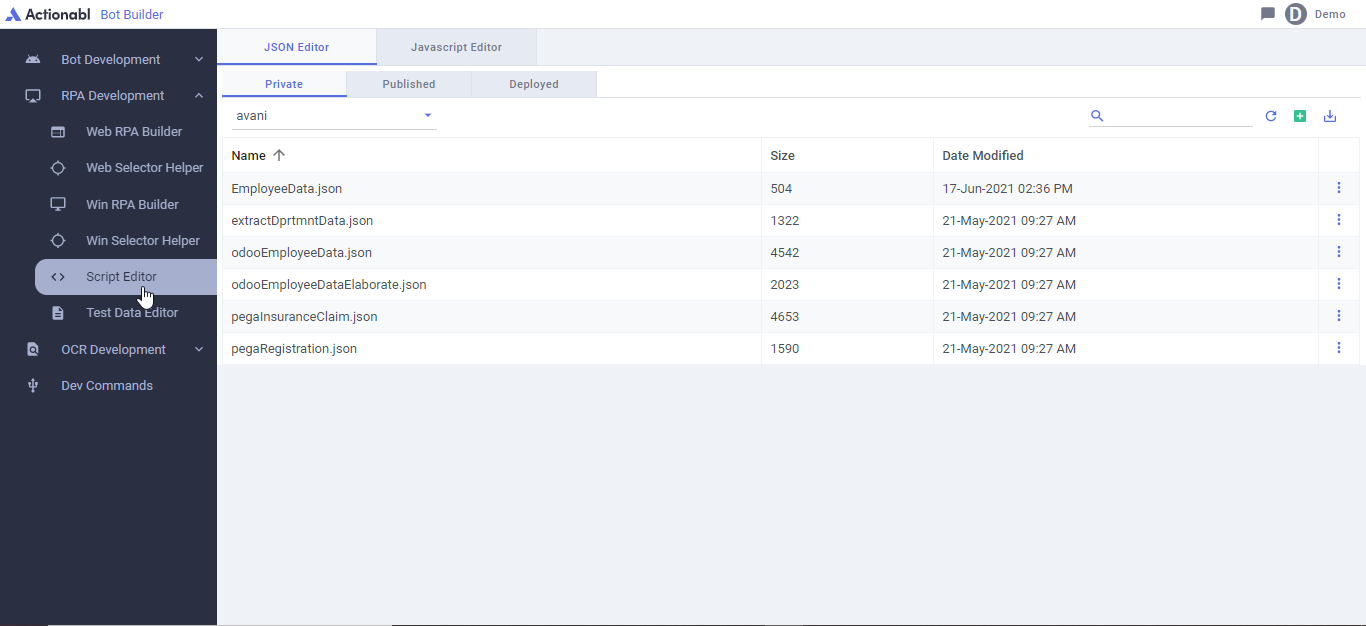 Actionabl Bot Builder
D Demo
Bot Development
RPA Development
Web RPA Builder
Web Selector Helper
Win RPA Builder
Win Selector Helper
Script Editor
Test Data Editor
OCR Development
Dev Commands
JSON Editor Javascript Editor
Private Published Deployed
avani
Name Size Date Modified
EmployeeData.json 504 17-Jun-2021 02:36 PM
extractDprtmntData.json 1322 21-May-2021 09:27 AM
odooEmployeeData.json 4542 21-May-2021 09:27 AM
odooEmployeeDataElaborate.json 2023 21-May-2021 09:27 AM
pegaInsuranceClaim.json 4653 21-May-2021 09:27 AM
pegaRegistration.json 1590 21-May-2021 09:27 AM